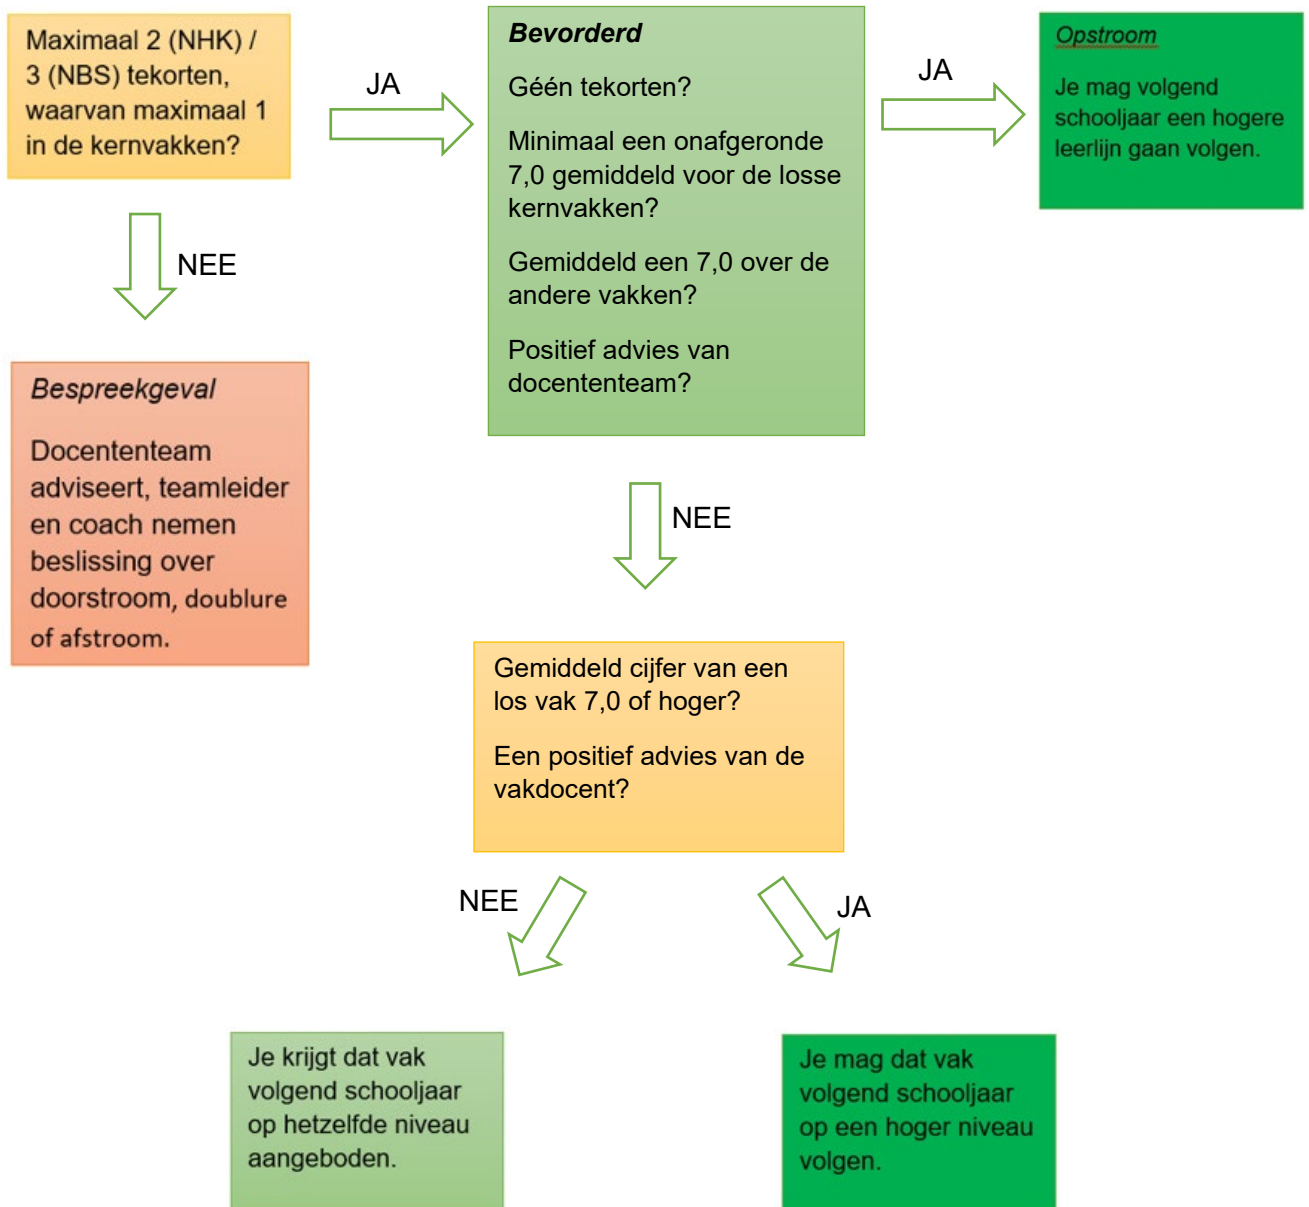 Maximaal 2 (NHK) /
3 (NBS) tekorten,
waarvan maximaal 1
in de kernvakken?
JA
Bevorderd
Géén tekorten?
Minimaal een onafgeronde
7,0 gemiddeld voor de losse
kernvakken?
Gemiddeld een 7,0 over de
andere vakken?
Positief advies van
docententeam?
JA
Opstroom
Je mag volgend
schooljaar een hogere
leerlijn gaan volgen.
NEE
Bespreekgeval
Docententeam
adviseert, teamleider
en coach nemen
beslissing over
doorstroom, doublure
of afstroom.
NEE
Gemiddeld cijfer van een
los vak 7,0 of hoger?
Een positief advies van de
vakdocent?
NEE
JA
Je krijgt dat vak
volgend schooljaar
op hetzelfde niveau
aangeboden.
Je mag dat vak
volgend schooljaar
op een hoger niveau
volgen.